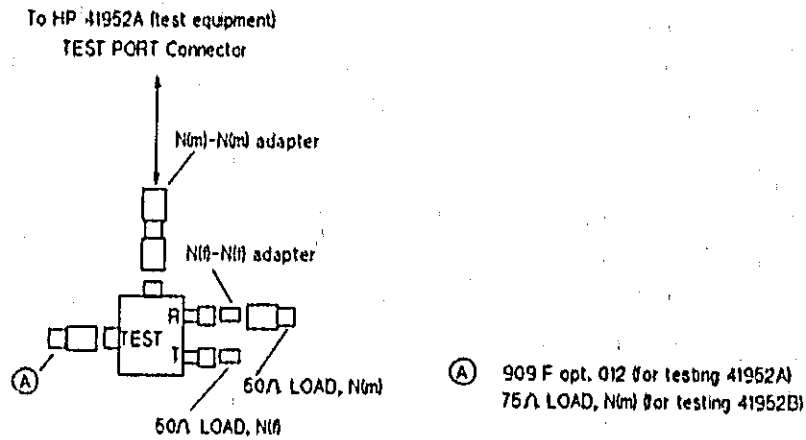 To HP 41952A (test equipment)
TEST PORT Connector
N(m)-N(m) adapter
N(f)-N(f) adapter
R
TEST
T
A
50Ω LOAD, N(m)
50Ω LOAD, N(f)
A 909 F opt. 012 (for testing 41952A)
75Ω LOAD, N(m) (for testing 41952B)